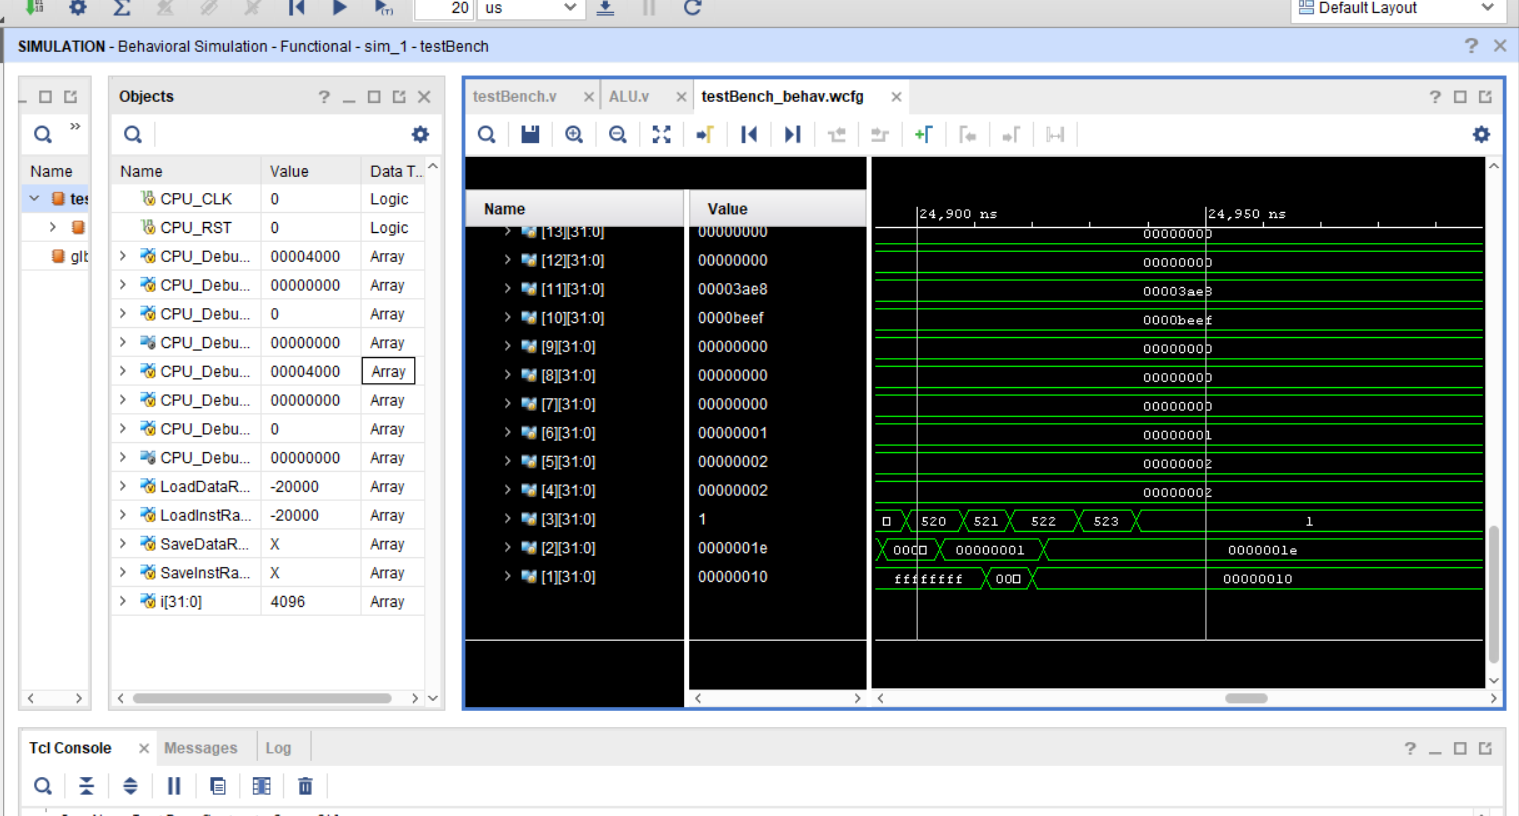 20 us Default Layout
SIMULATION - Behavioral Simulation - Functional - sim_1 - testBench
Objects
testBench.v ALU.v testBench_behav.wcfg
Name
tes
glb
Name Value Data T...
CPU_CLK 0 Logic
CPU_RST 0 Logic
CPU_Debu... 00004000 Array
CPU_Debu... 00000000 Array
CPU_Debu... 0 Array
CPU_Debu... 00000000 Array
CPU_Debu... 00004000 Array
CPU_Debu... 00000000 Array
CPU_Debu... 0 Array
CPU_Debu... 00000000 Array
LoadDataR... -20000 Array
LoadInstRa... -20000 Array
SaveDataR... X Array
SaveInstRa... X Array
i[31:0] 4096 Array
Name Value
24,900 ns 24,950 ns
[13][31:0] 00000000 00000000
[12][31:0] 00000000 00000000
[11][31:0] 00003ae8 00003ae8
[10][31:0] 0000beef 0000beef
[9][31:0] 00000000 00000000
[8][31:0] 00000000 00000000
[7][31:0] 00000000 00000000
[6][31:0] 00000001 00000001
[5][31:0] 00000002 00000002
[4][31:0] 00000002 00000002
[3][31:0] 1 520 521 522 523 1
[2][31:0] 0000001e 000 00000001 0000001e
[1][31:0] 00000010 ffffffff 00 00000010
Tcl Console Messages Log